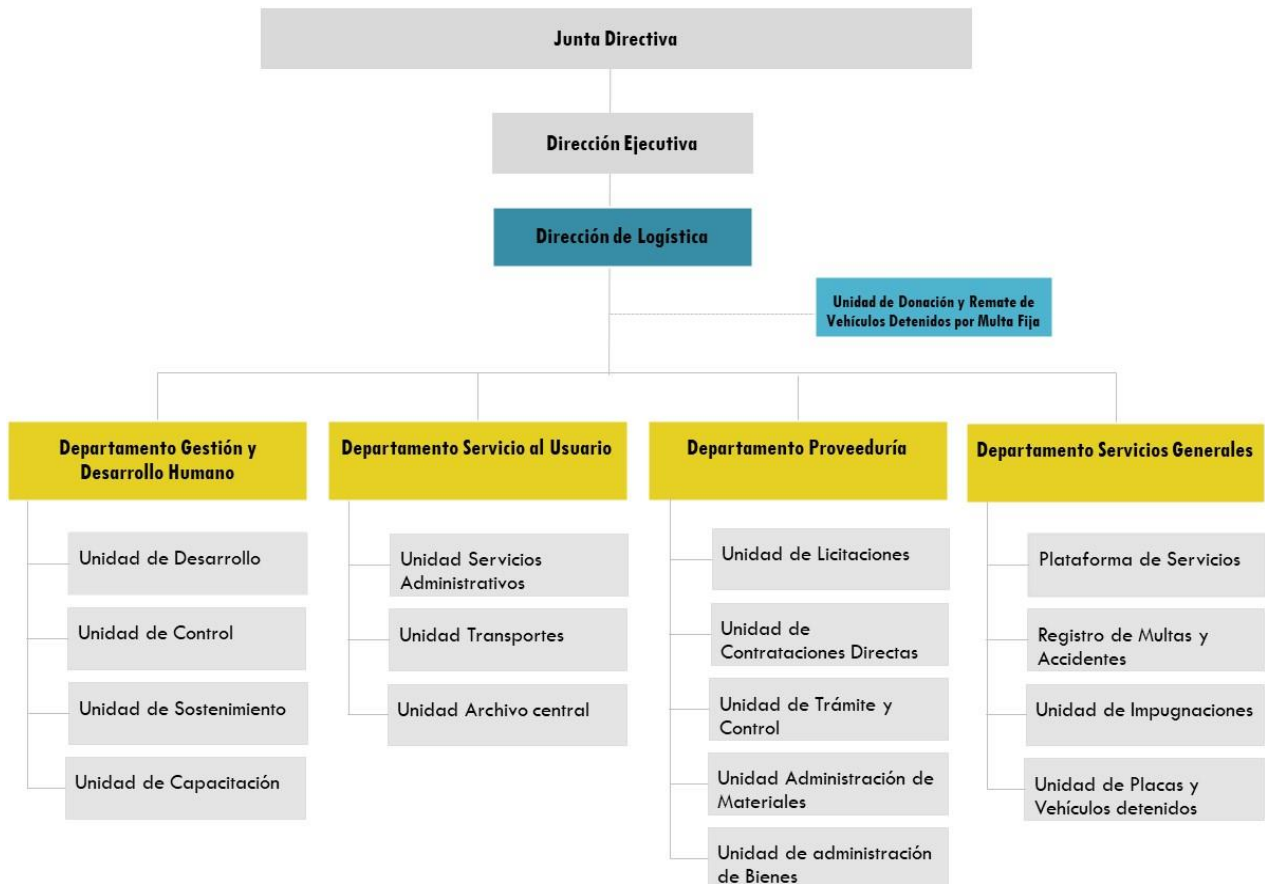 Junta Directiva
Dirección Ejecutiva
Dirección de Logística
Unidad de Donación y Remate de
Vehículos Detenidos por Multa Fija
Departamento Gestión y
Desarrollo Humano
Unidad de Desarrollo
Unidad de Control
Unidad de Sostenimiento
Unidad de Capacitación
Departamento Servicio al Usuario
Unidad Servicios
Administrativos
Unidad Transportes
Unidad Archivo central
Departamento Proveeduría
Unidad de Licitaciones
Unidad de
Contrataciones Directas
Unidad de Trámite y
Control
Unidad Administración de
Materiales
Unidad de administración
de Bienes
Departamento Servicios Generales
Plataforma de Servicios
Registro de Multas y
Accidentes
Unidad de Impugnaciones
Unidad de Placas y
Vehículos detenidos